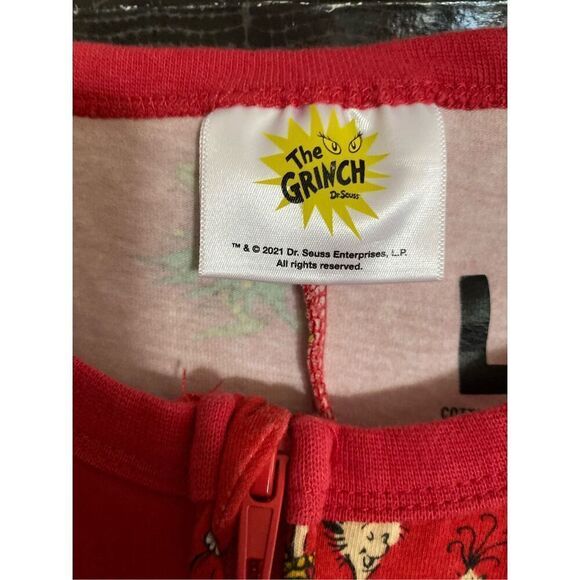 The
GRINCH
Dr. Seuss
™ & © 2021 Dr. Seuss Enterprises, L.P.
All rights reserved.
L